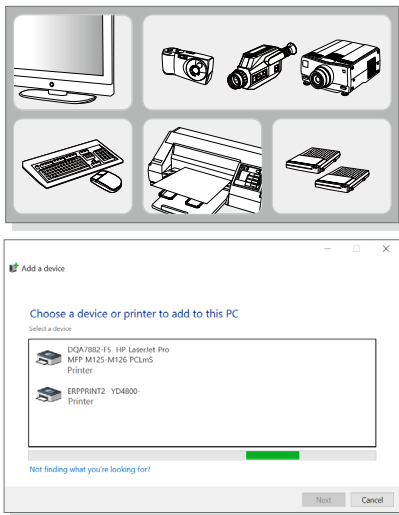 Add a device
Choose a device or printer to add to this PC
Select a device
DQA7882-F5 HP LaserJet Pro
MFP M125-M126 PCLmS
Printer
ERPPRINT2 YD4800-
Printer
Not finding what you're looking for?
Next
Cancel